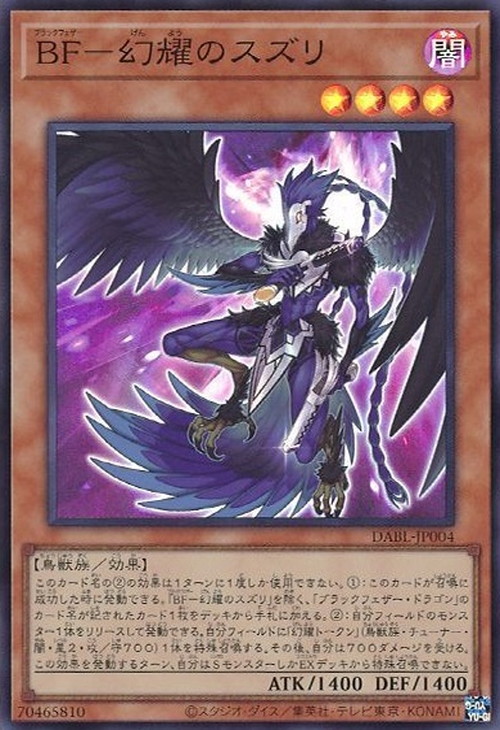 ブラックフェザー げん よう
BF－幻耀のスズリ
やみ
闇
DABL-JP004
【鳥獣族／効果】
このカード名の②の効果は1ターンに1度しか使用できない。①：このカードが召喚に
成功した時に発動できる。「BF－幻耀のスズリ」を除く、「ブラックフェザー・ドラゴン」の
カード名が記されたカード1枚をデッキから手札に加える。②：自分フィールドのモンス
ター1体をリリースして発動できる。自分フィールドに「幻耀トークン」（鳥獣族・チューナー・
闇・星2・攻／守700）1体を特殊召喚する。その後、自分は700ダメージを受ける。
この効果を発動するターン、自分はSモンスターしかEXデッキから特殊召喚できない。
ATK/1400 DEF/1400
70465810
©スタジオ・ダイス／集英社・テレビ東京・KONAMI